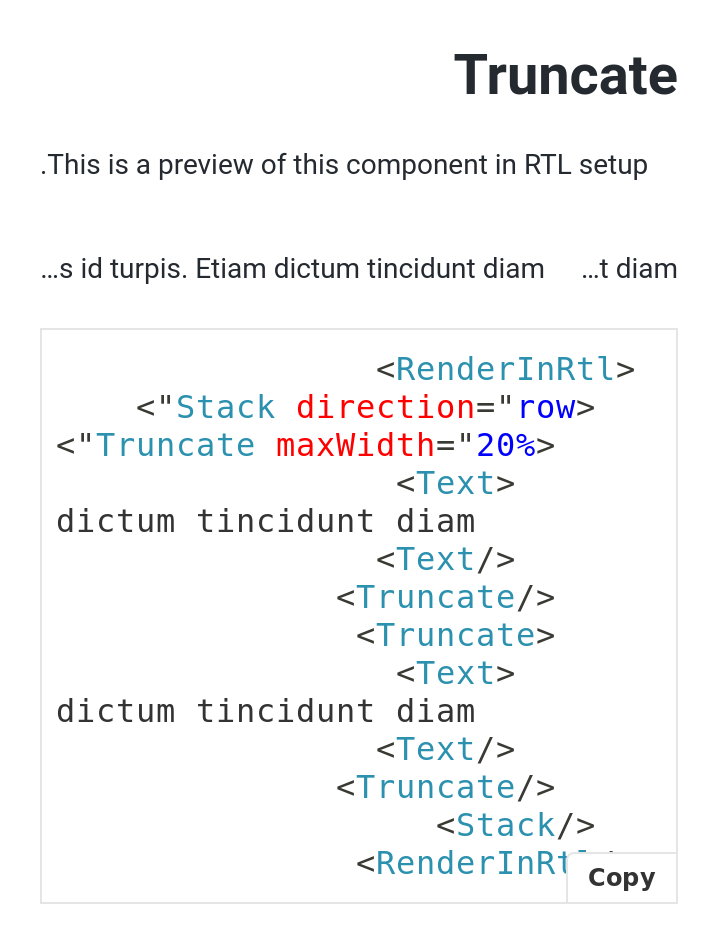 Truncate
.This is a preview of this component in RTL setup
...t diam
...s id turpis. Etiam dictum tincidunt diam
<RenderInRtl>
<"Stack direction="row>
<"Truncate maxWidth="20%>
<Text>
dictum tincidunt diam
<Text/>
<Truncate/>
<Truncate>
<Text>
dictum tincidunt diam
<Text/>
<Truncate/>
<Stack/>
<RenderInRtl/>
Copy